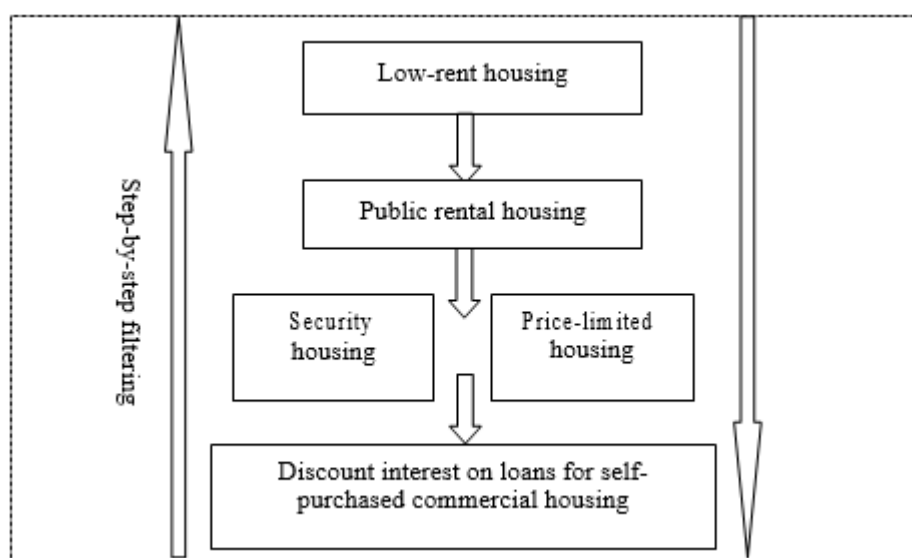 Low-rent housing
Public rental housing
Step-by-step filtering
Security
housing
Price-limited
housing
Discount interest on loans for self-
purchased commercial housing